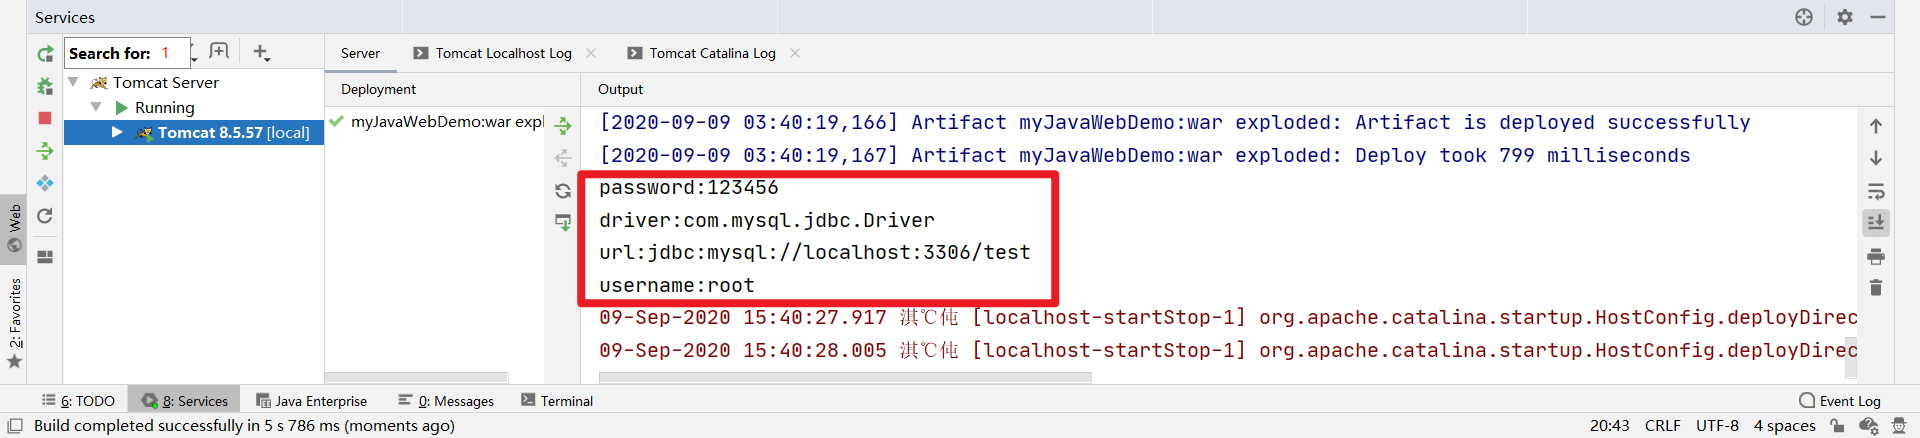 Services
Search for: 1
Server
Tomcat Localhost Log
Tomcat Catalina Log
Tomcat Server
Deployment
Output
Running
Tomcat 8.5.57 [local]
myJavaWebDemo:war expl
[2020-09-09 03:40:19,166] Artifact myJavaWebDemo:war exploded: Artifact is deployed successfully
[2020-09-09 03:40:19,167] Artifact myJavaWebDemo:war exploded: Deploy took 799 milliseconds
password:123456
driver:com.mysql.jdbc.Driver
url:jdbc:mysql://localhost:3306/test
username:root
09-Sep-2020 15:40:27.917 淇℃伅 [localhost-startStop-1] org.apache.catalina.startup.HostConfig.deployDirec
09-Sep-2020 15:40:28.005 淇℃伅 [localhost-startStop-1] org.apache.catalina.startup.HostConfig.deployDirec
Web
2: Favorites
6: TODO
8: Services
Java Enterprise
0: Messages
Terminal
Event Log
Build completed successfully in 5 s 786 ms (moments ago)
20:43 CRLF UTF-8 4 spaces